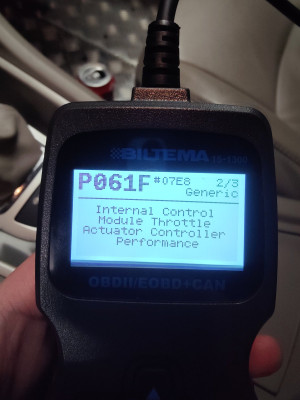 BILTEMA
P061F #07E8 2/3
Generic
Internal Control
Module Throttle
Actuator Controller
Performance
OBDII/EOBD+CAN